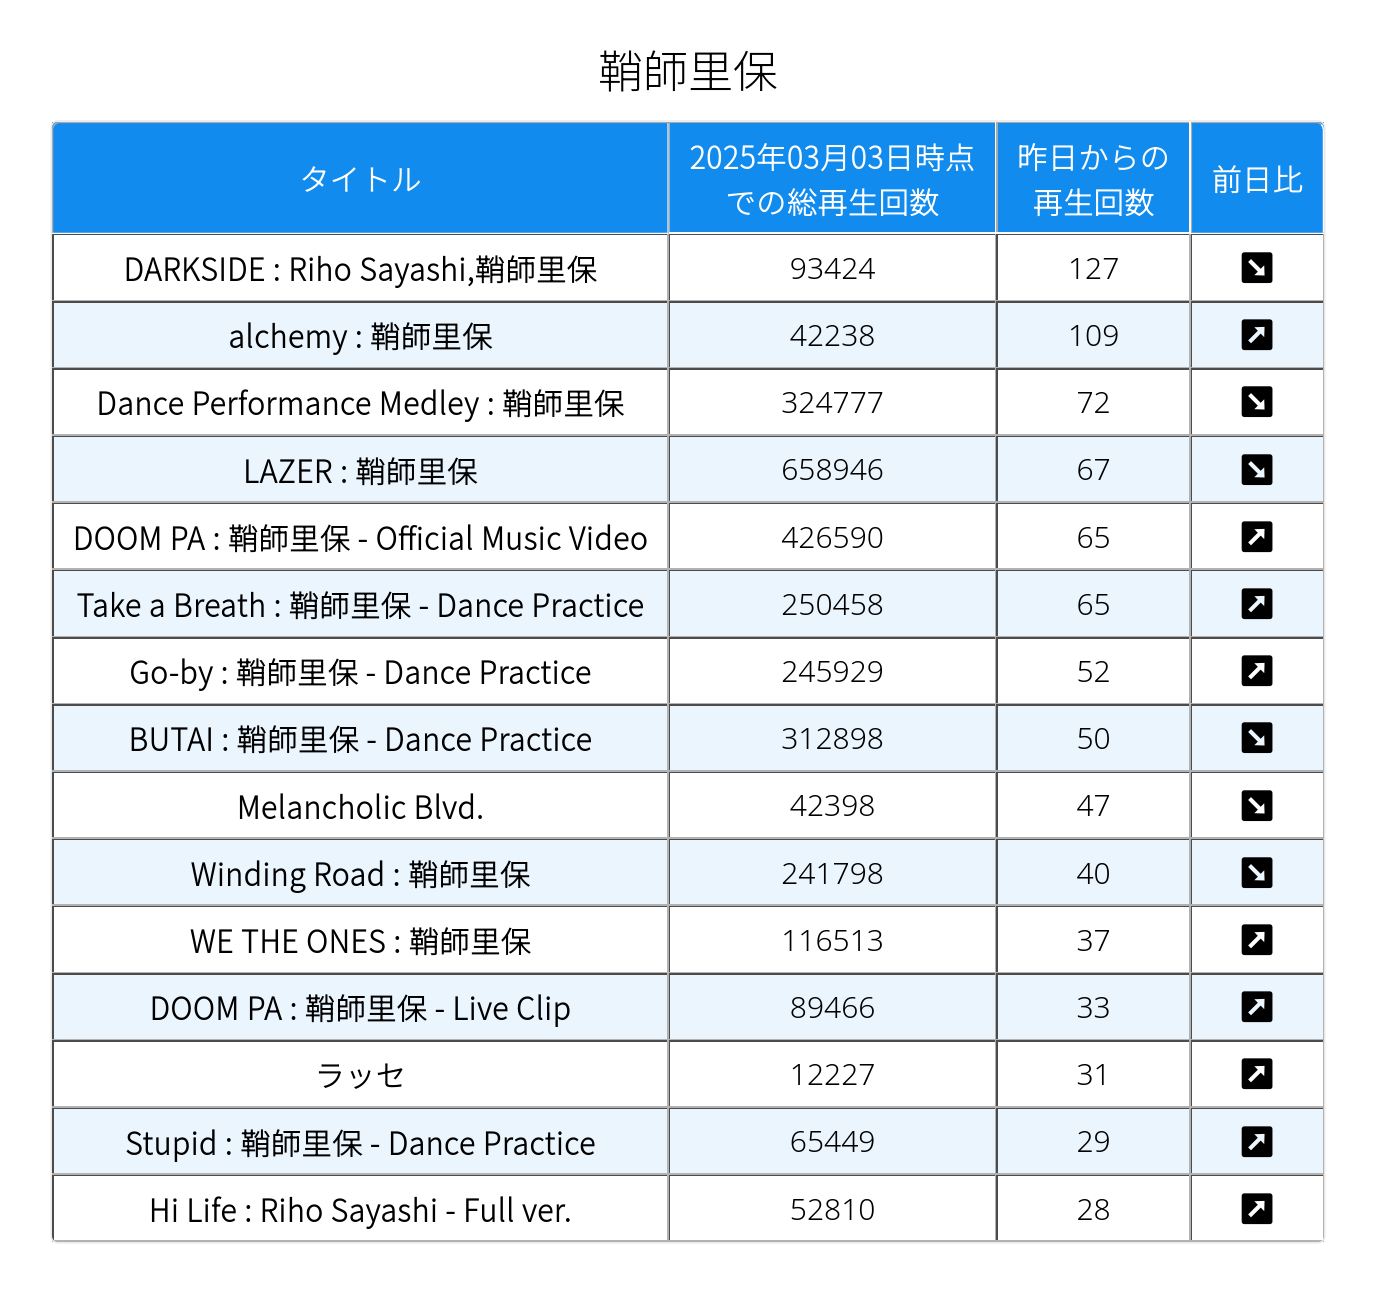 鞘師里保
タイトル 2025年03月03日時点 での総再生回数 昨日からの 再生回数 前日比
DARKSIDE : Riho Sayashi,鞘師里保 93424 127 ↘
alchemy : 鞘師里保 42238 109 ↗
Dance Performance Medley : 鞘師里保 324777 72 ↘
LAZER : 鞘師里保 658946 67 ↘
DOOM PA : 鞘師里保 - Official Music Video 426590 65 ↗
Take a Breath : 鞘師里保 - Dance Practice 250458 65 ↗
Go-by : 鞘師里保 - Dance Practice 245929 52 ↗
BUTAI : 鞘師里保 - Dance Practice 312898 50 ↘
Melancholic Blvd. 42398 47 ↘
Winding Road : 鞘師里保 241798 40 ↘
WE THE ONES : 鞘師里保 116513 37 ↗
DOOM PA : 鞘師里保 - Live Clip 89466 33 ↗
ラッセ 12227 31 ↗
Stupid : 鞘師里保 - Dance Practice 65449 29 ↗
Hi Life : Riho Sayashi - Full ver. 52810 28 ↗